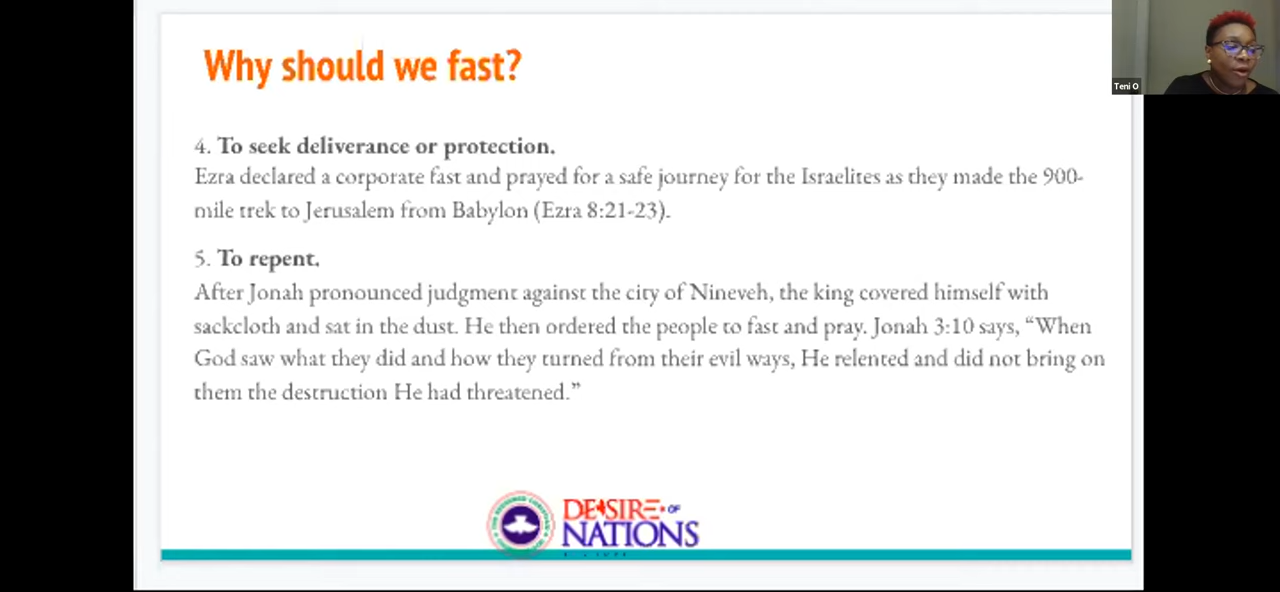 Why should we fast?
Teni O
4. To seek deliverance or protection.
Ezra declared a corporate fast and prayed for a safe journey for the Israelites as they made the 900-
mile trek to Jerusalem from Babylon (Ezra 8:21-23).
5. To repent.
After Jonah pronounced judgment against the city of Nineveh, the king covered himself with
sackcloth and sat in the dust. He then ordered the people to fast and pray. Jonah 3:10 says, “When
God saw what they did and how they turned from their evil ways, He relented and did not bring on
them the destruction He had threatened.”
DESIRE OF
NATIONS